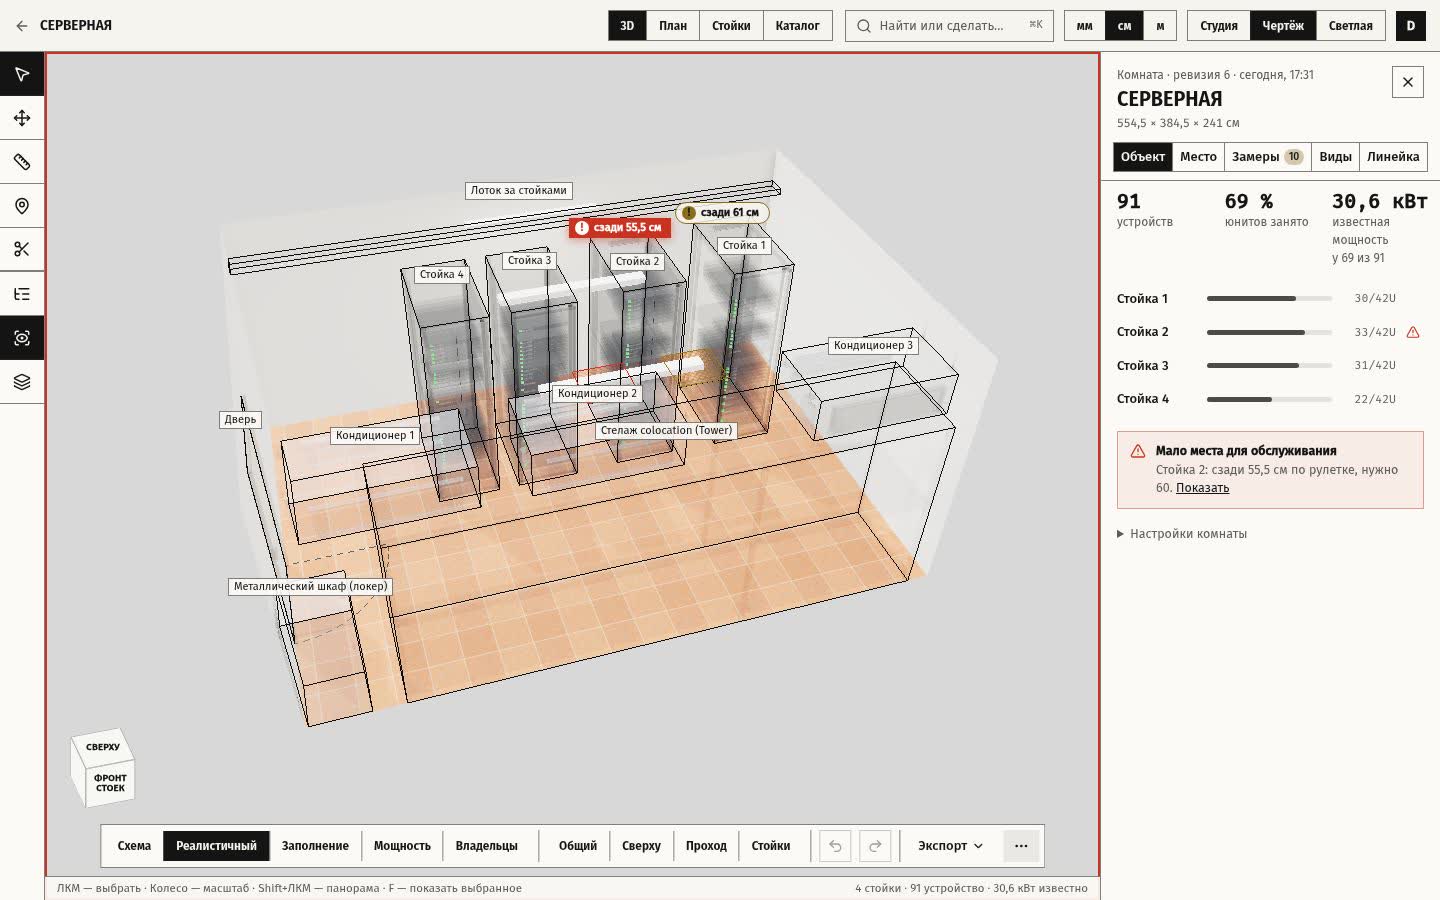 СЕРВЕРНАЯ
3D План Стойки Каталог
Найти или сделать... ⌘K
мм см м
Студия Чертёж Светлая
D
Комната · ревизия 6 · сегодня, 17:31
СЕРВЕРНАЯ
554,5 × 384,5 × 241 см
Объект Место Замеры 10 Виды Линейка
91
устройств
69 %
юнитов занято
30,6 кВт
известная
мощность
у 69 из 91
Стойка 1 30/42U
Стойка 2 33/42U
Стойка 3 31/42U
Стойка 4 22/42U
Мало места для обслуживания
Стойка 2: сзади 55,5 см по рулетке, нужно
60. Показать
Настройки комнаты
Лоток за стойками
! сзади 61 см
! сзади 55,5 см
Стойка 1
Стойка 2
Стойка 3
Стойка 4
Кондиционер 3
Кондиционер 2
Дверь
Стелаж colocation (Tower)
Кондиционер 1
Металлический шкаф (локер)
СВЕРХУ
ФРОНТ
СТОЕК
Схема Реалистичный Заполнение Мощность Владельцы Общий Сверху Проход Стойки Экспорт ...
ЛКМ — выбрать · Колесо — масштаб · Shift+ЛКМ — панорама · F — показать выбранное
4 стойки · 91 устройство · 30,6 кВт известно